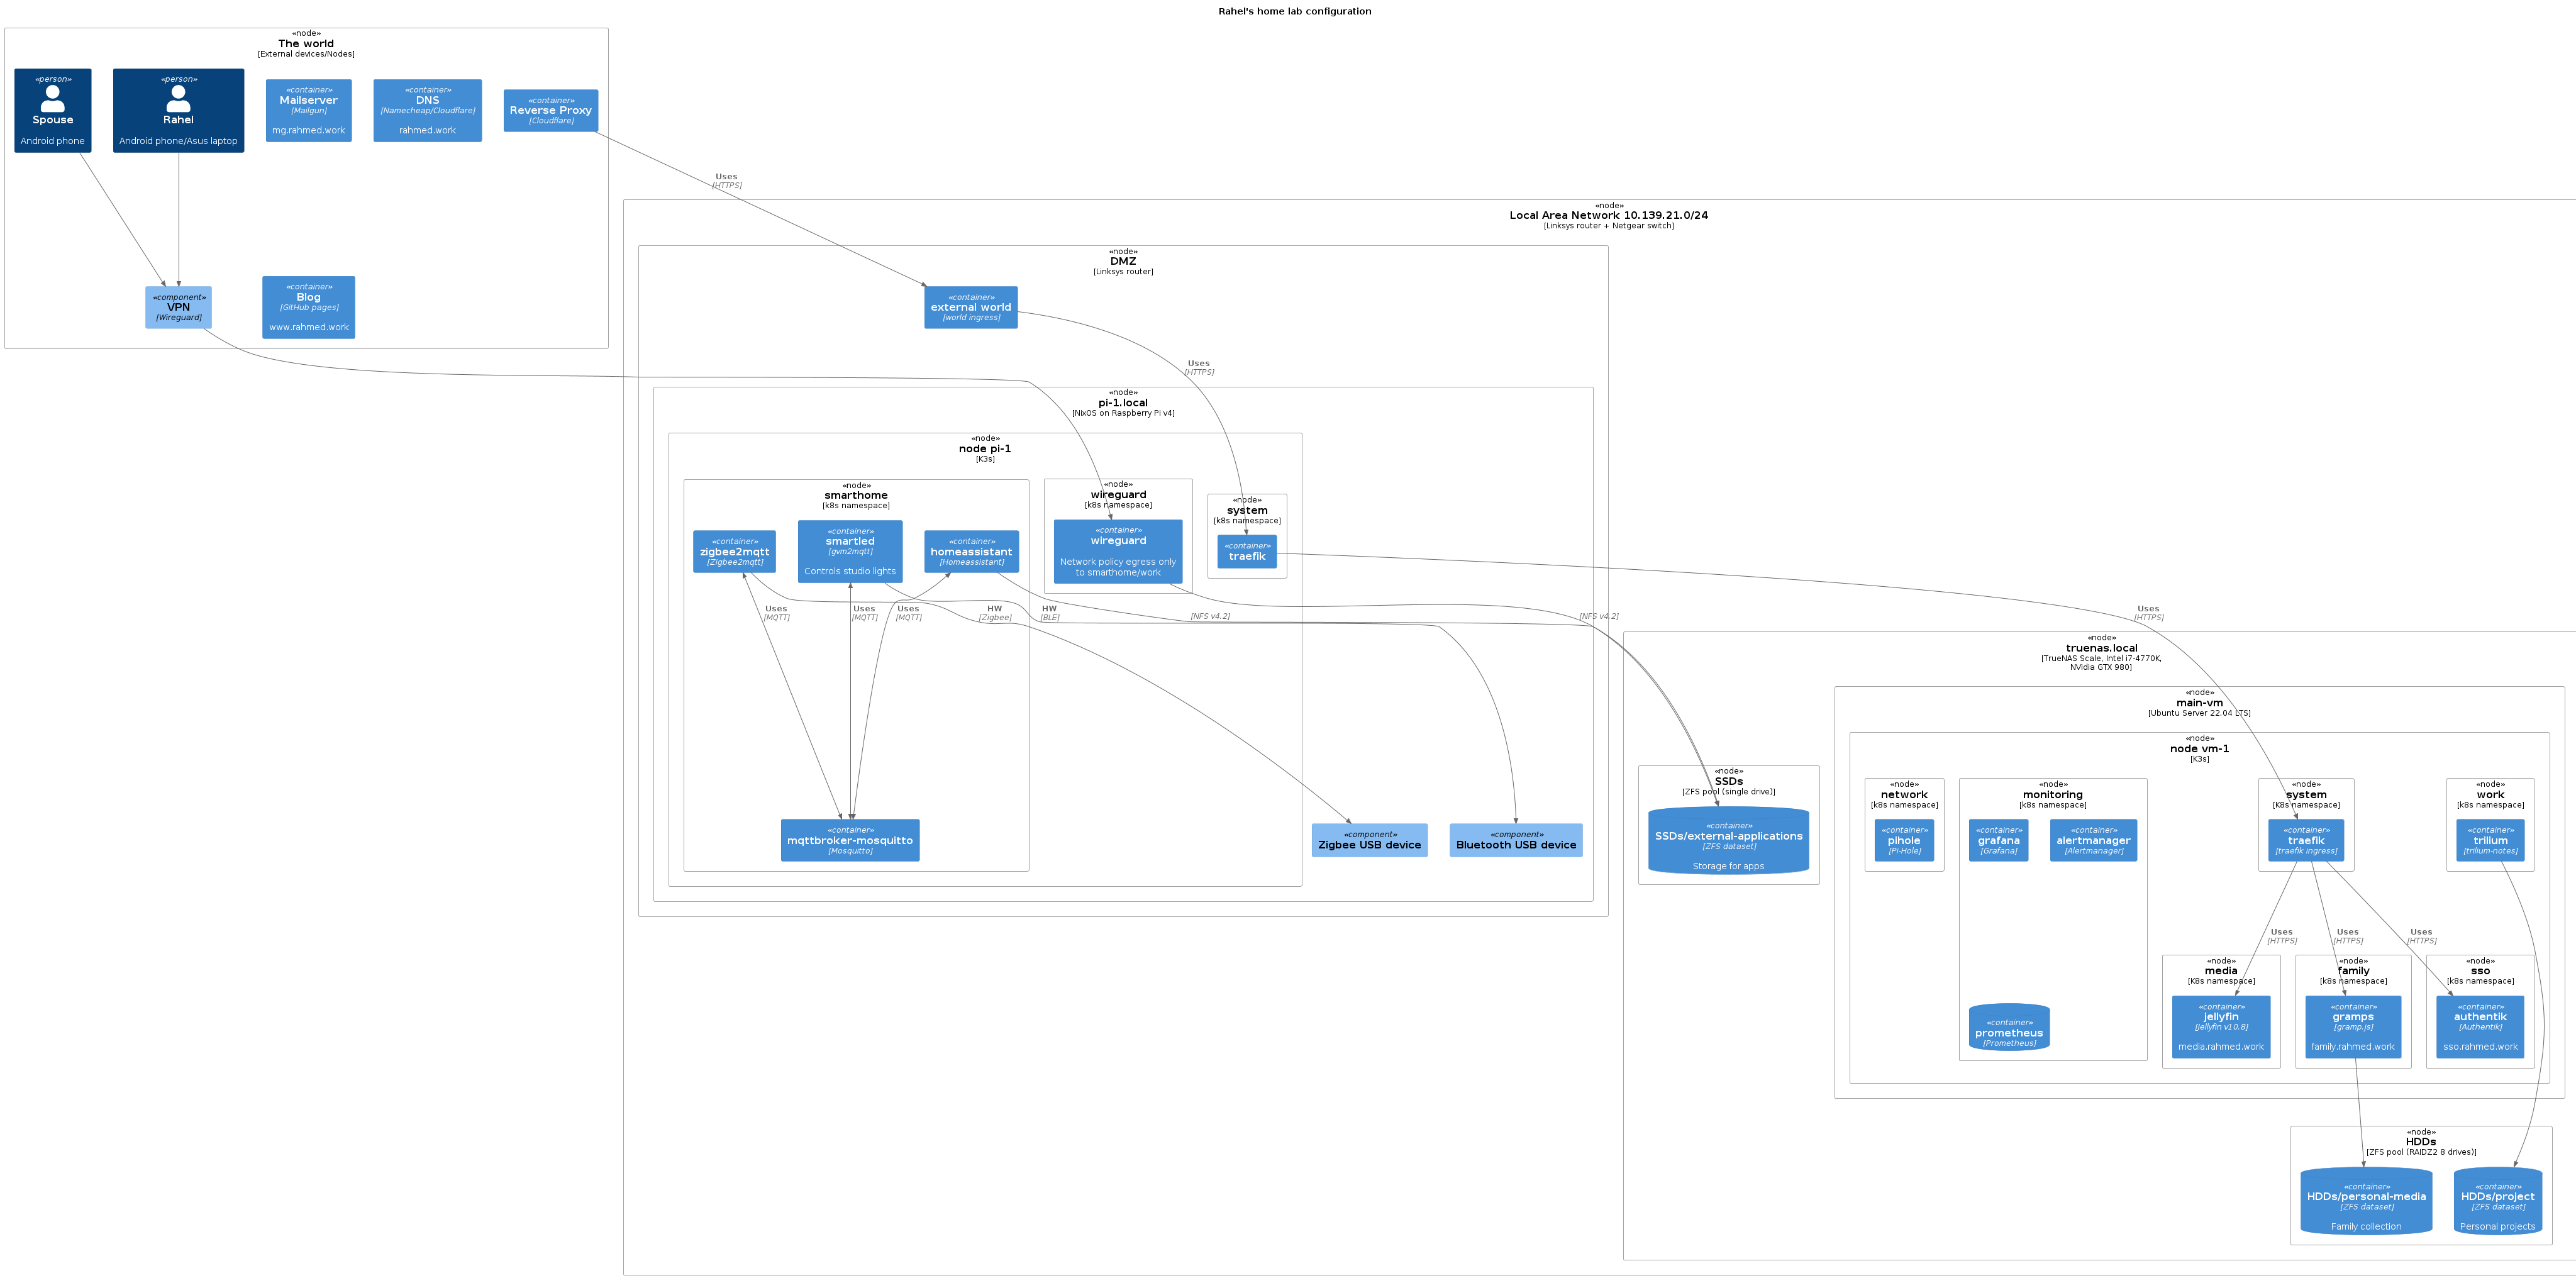 Rahel's home lab configuration
«node»
The world
[External devices/Nodes]
«person»
Spouse
Android phone
«person»
Rahel
Android phone/Asus laptop
«container»
Mailserver
[Mailgun]
mg.rahmed.work
«container»
DNS
[Namecheap/Cloudflare]
rahmed.work
«container»
Reverse Proxy
[Cloudflare]
«component»
VPN
[Wireguard]
«container»
Blog
[GitHub pages]
www.rahmed.work
Uses
[HTTPS]
«node»
Local Area Network 10.139.21.0/24
[Linksys router + Netgear switch]
«node»
DMZ
[Linksys router]
«container»
external world
[world ingress]
Uses
[HTTPS]
«node»
pi-1.local
[NixOS on Raspberry Pi v4]
«node»
node pi-1
[K3s]
«node»
smarthome
[k8s namespace]
«container»
zigbee2mqtt
[Zigbee2mqtt]
«container»
smartled
[gvm2mqtt]
Controls studio lights
«container»
homeassistant
[Homeassistant]
«node»
wireguard
[k8s namespace]
«container»
wireguard
Network policy egress only
to smarthome/work
«node»
system
[k8s namespace]
«container»
traefik
Uses
[MQTT]
Uses
[MQTT]
Uses
[MQTT]
HW
[Zigbee]
HW
[BLE]
[NFS v4.2]
[NFS v4.2]
Uses
[HTTPS]
«container»
mqttbroker-mosquitto
[Mosquitto]
«component»
Zigbee USB device
«component»
Bluetooth USB device
«node»
truenas.local
[TrueNAS Scale, Intel i7-4770K,
NVidia GTX 980]
«node»
SSDs
[ZFS pool (single drive)]
«container»
SSDs/external-applications
[ZFS dataset]
Storage for apps
«node»
main-vm
[Ubuntu Server 22.04 LTS]
«node»
node vm-1
[K3s]
«node»
network
[k8s namespace]
«container»
pihole
[Pi-Hole]
«node»
monitoring
[k8s namespace]
«container»
grafana
[Grafana]
«container»
alertmanager
[Alertmanager]
«container»
prometheus
[Prometheus]
«node»
system
[K8s namespace]
«container»
traefik
[traefik ingress]
«node»
work
[k8s namespace]
«container»
trilium
[trilium-notes]
Uses
[HTTPS]
Uses
[HTTPS]
Uses
[HTTPS]
«node»
media
[K8s namespace]
«container»
jellyfin
[Jellyfin v10.8]
media.rahmed.work
«node»
family
[k8s namespace]
«container»
gramps
[gramp.js]
family.rahmed.work
«node»
sso
[k8s namespace]
«container»
authentik
[Authentik]
sso.rahmed.work
«node»
HDDs
[ZFS pool (RAIDZ2 8 drives)]
«container»
HDDs/personal-media
[ZFS dataset]
Family collection
«container»
HDDs/project
[ZFS dataset]
Personal projects